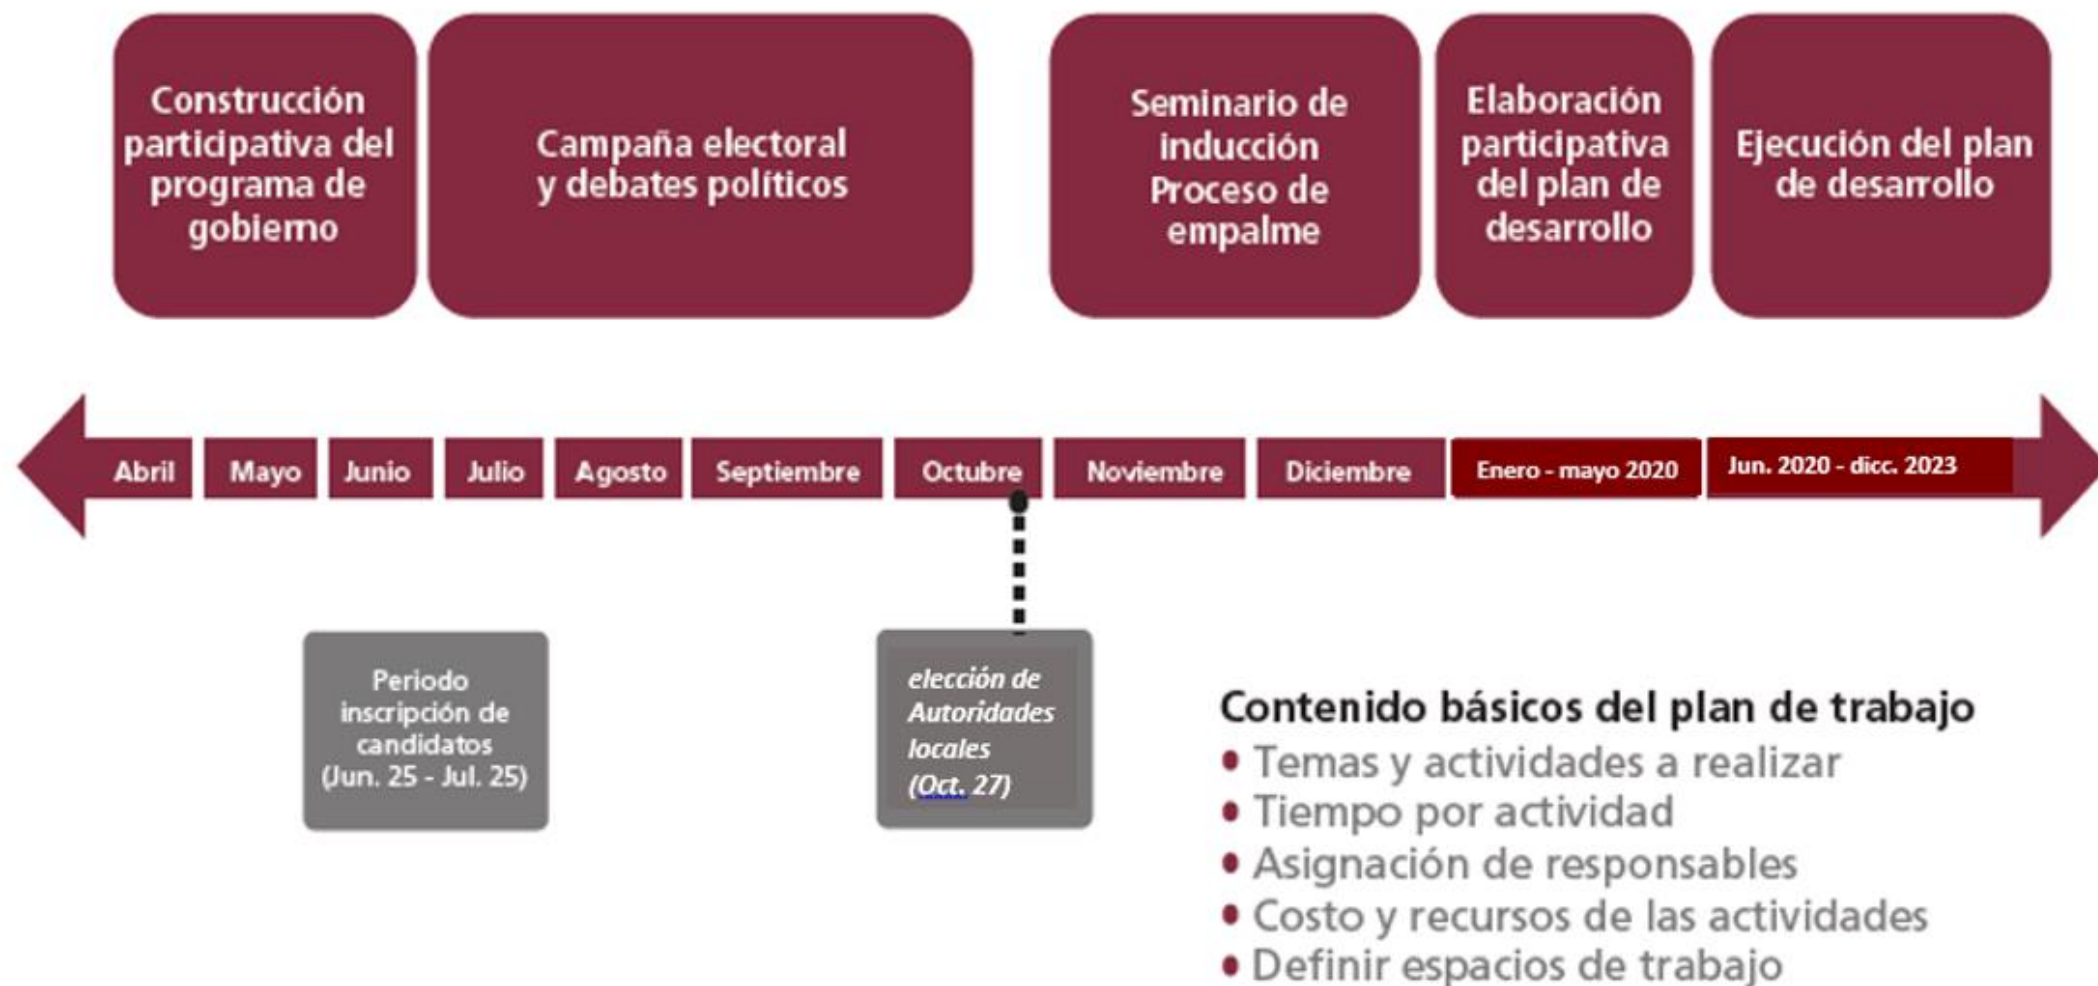 Construcción
participativa del
programa de
gobierno
Campaña electoral
y debates políticos
Seminario de
inducción
Proceso de
empalme
Elaboración
participativa
del plan de
desarrollo
Ejecución del plan
de desarrollo
Abril
Mayo
Junio
Julio
Agosto
Septiembre
Octubre
Noviembre
Diciembre
Enero - mayo 2020
Jun. 2020 - dicc. 2023
Periodo
inscripción de
candidatos
(Jun. 25 - Jul. 25)
elección de
Autoridades
locales
(Oct. 27)
Contenido básicos del plan de trabajo
• Temas y actividades a realizar
• Tiempo por actividad
• Asignación de responsables
• Costo y recursos de las actividades
• Definir espacios de trabajo